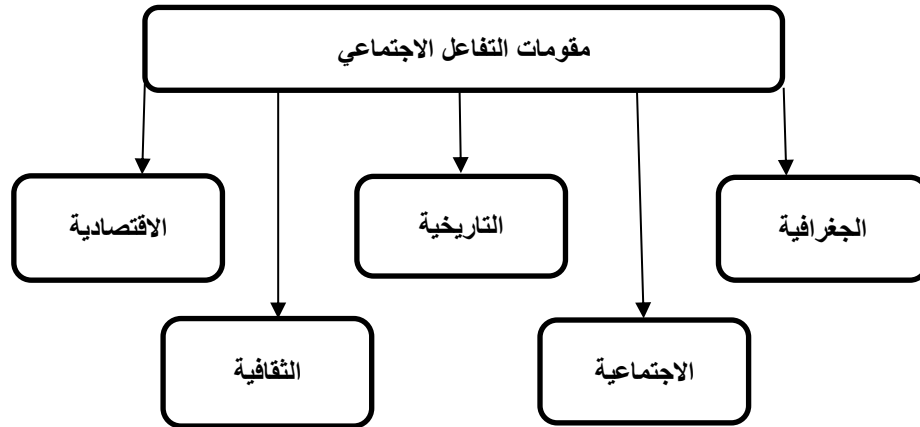 مقومات التفاعل الاجتماعي
الجغرافية
التاريخية
الاقتصادية
الاجتماعية
الثقافية